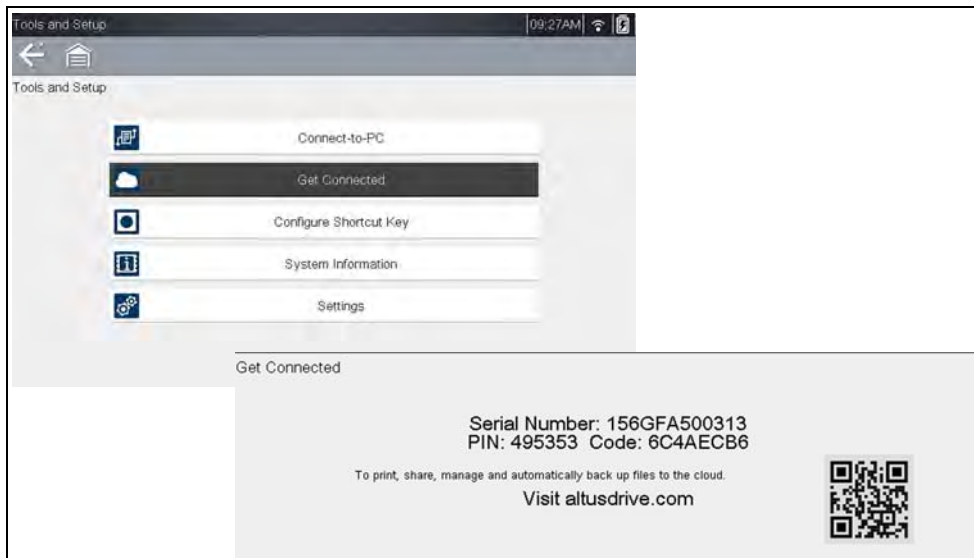 Tools and Setup
09:27AM
Tools and Setup
Connect-to-PC
Get Connected
Configure Shortcut Key
System Information
Settings
Get Connected
Serial Number: 156GFA500313
PIN: 495353 Code: 6C4AECB6
To print, share, manage and automatically back up files to the cloud.
Visit altusdrive.com